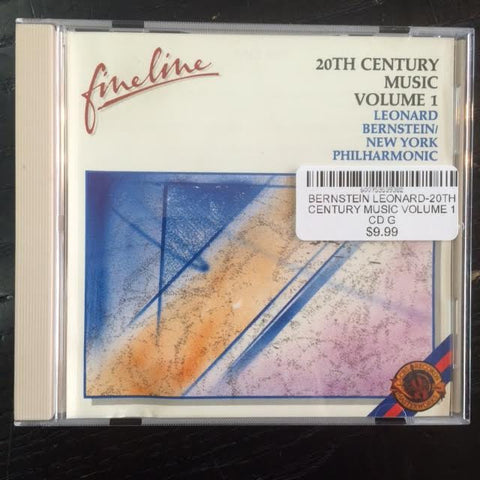 fineline
20TH CENTURY
MUSIC
VOLUME 1
LEONARD
BERNSTEIN/
NEW YORK
PHILHARMONIC
BERNSTEIN LEONARD-20TH
CENTURY MUSIC VOLUME 1
CD G
$9.99